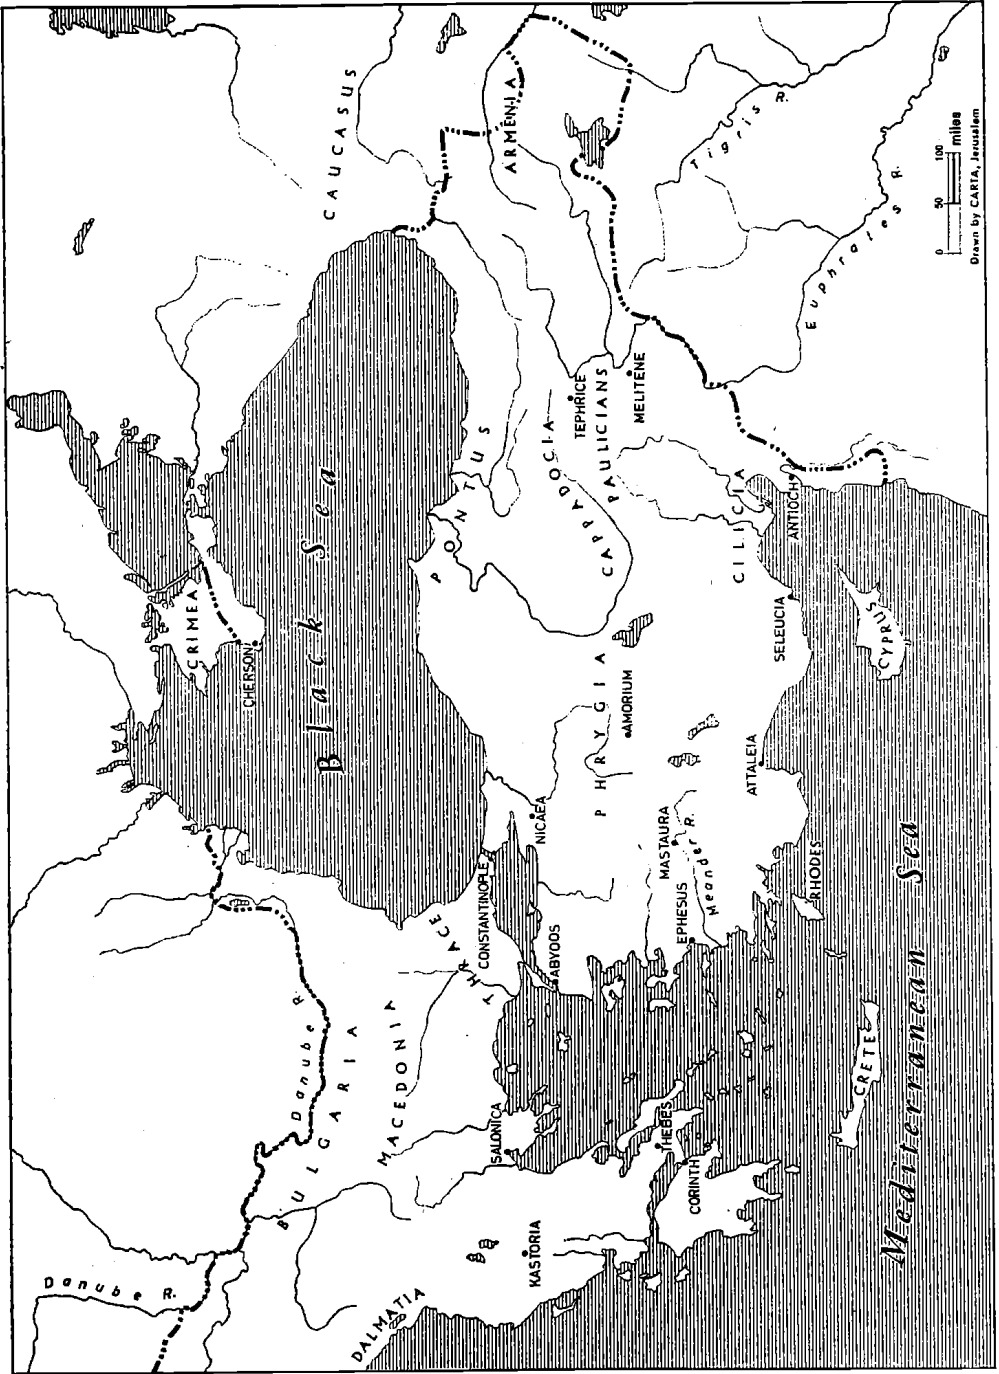 CAUCASUS
ARMENIA
Tigris R.
Euphrates R.
0 50 100 miles
Drawn by CARTA, Jerusalem
Black Sea
CRIMEA
CHERSON
PONTUS
CAPPADOCIA
TEPHRICE
PAULICIANS
MELITENE
CILICIA
ANTIOCH
SELEUCIA
CYPRUS
PHRYGIA
AMORIUM
ATTALEIA
NICAEA
MASTAURA
Meander R.
EPHESUS
RHODES
CONSTANTINOPLE
THRACE
ABYOOS
Danube R.
BULGARIA
MACEDONIA
SALONICA
THEBES
CORINTH
KASTORIA
Danube R.
DALMATIA
CRETE
Mediterranean Sea